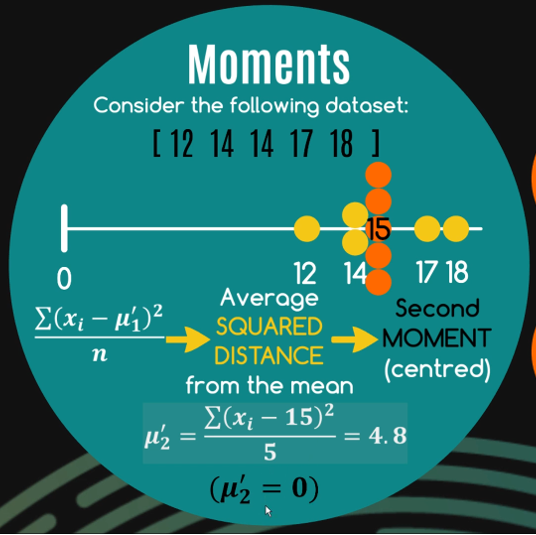 Moments
Consider the following dataset:
[ 12 14 14 17 18 ]
15
0 12 14 17 18
∑(xᵢ − μ′₁)² / n
Average
SQUARED
DISTANCE
from the mean
Second
MOMENT
(centred)
μ′₂ = ∑(xᵢ − 15)² / 5 = 4.8
(μ′₂ = 0)